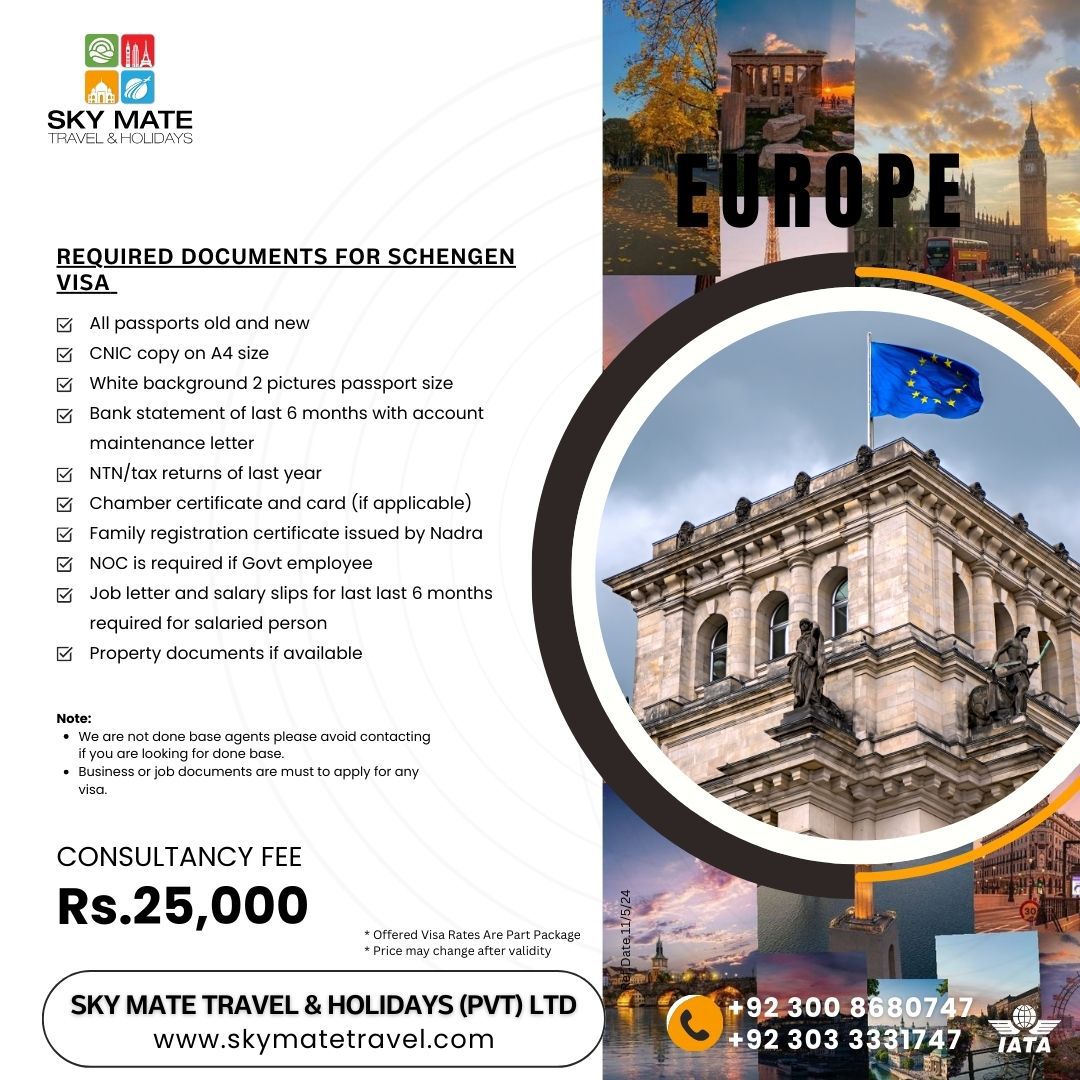 SKY MATE
TRAVEL & HOLIDAYS
EUROPE
REQUIRED DOCUMENTS FOR SCHENGEN
VISA
All passports old and new
CNIC copy on A4 size
White background 2 pictures passport size
Bank statement of last 6 months with account
maintenance letter
NTN/tax returns of last year
Chamber certificate and card (if applicable)
Family registration certificate issued by Nadra
NOC is required if Govt employee
Job letter and salary slips for last last 6 months
required for salaried person
Property documents if available
Note:
We are not done base agents please avoid contacting
if you are looking for done base.
Business or job documents are must to apply for any
visa.
CONSULTANCY FEE
Rs.25,000
* Offered Visa Rates Are Part Package
* Price may change after validity
SKY MATE TRAVEL & HOLIDAYS (PVT) LTD
www.skymatetravel.com
Date,11/5/24
30
+92 300 8680747
+92 303 3331747
IATA